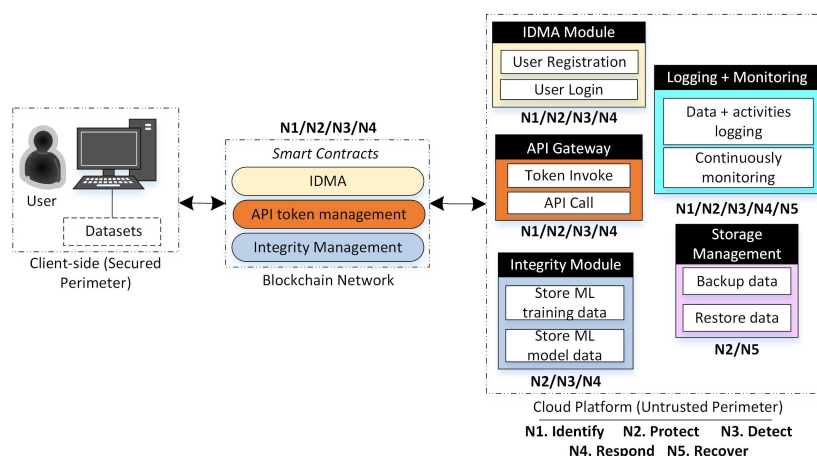 User
Datasets
Client-side (Secured
Perimeter)
N1/N2/N3/N4
Smart Contracts
IDMA
API token management
Integrity Management
Blockchain Network
IDMA Module
User Registration
User Login
N1/N2/N3/N4
API Gateway
Token Invoke
API Call
N1/N2/N3/N4
Integrity Module
Store ML
training data
Store ML
model data
N2/N3/N4
Logging + Monitoring
Data + activities
logging
Continuously
monitoring
N1/N2/N3/N4/N5
Storage
Management
Backup data
Restore data
N2/N5
Cloud Platform (Untrusted Perimeter)
N1. Identify N2. Protect N3. Detect
N4. Respond N5. Recover